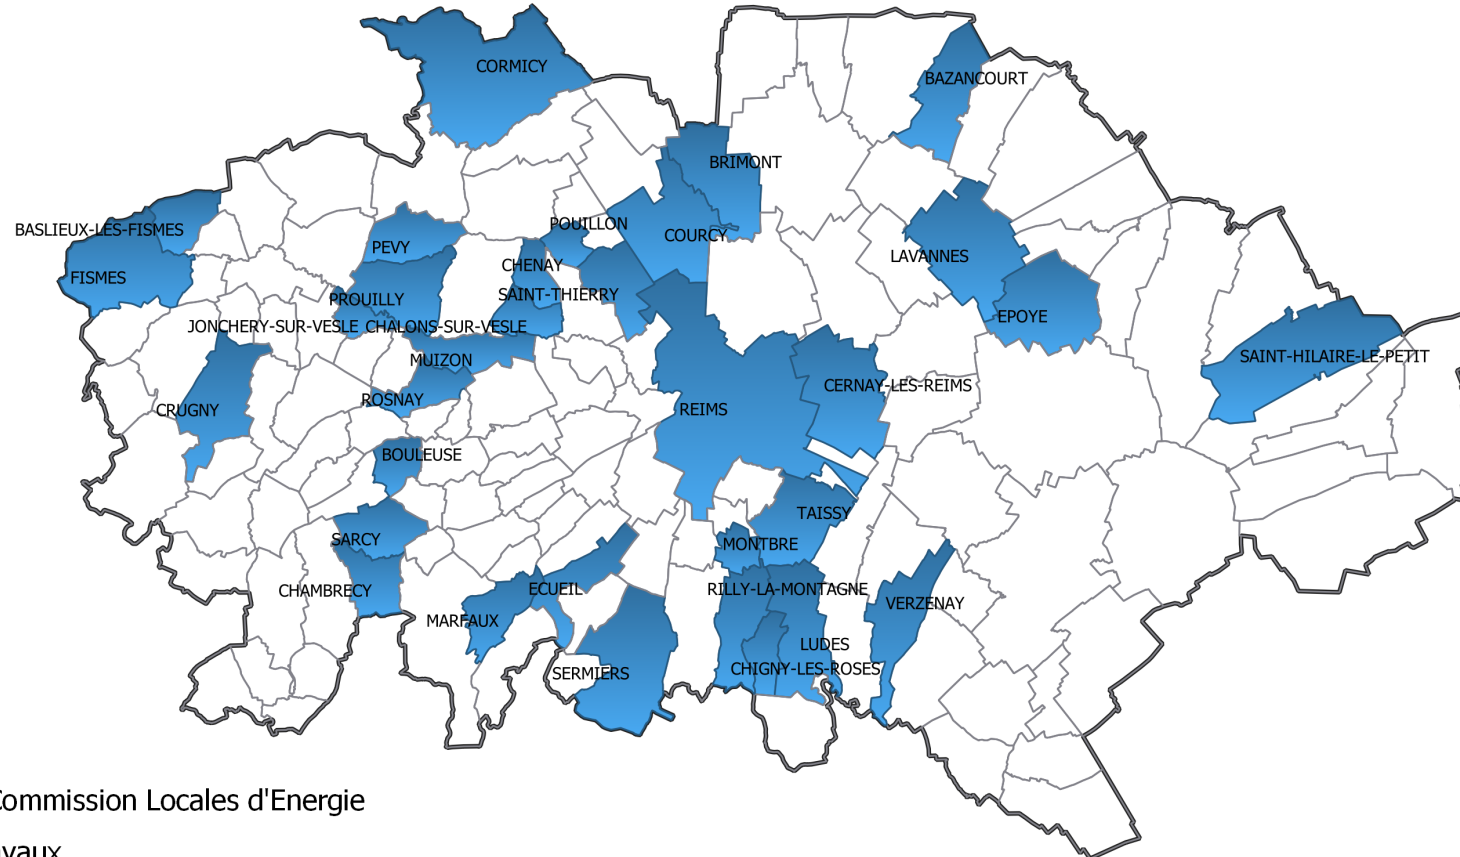 CORMICY
BAZANCOURT
BRIMONT
POUILLON
BASLIEUX-LES-FISMES
COURCY
PEVY
LAVANNES
CHENAY
FISMES
SAINT-THIERRY
PROUILLY
EPOYE
JONCHERY-SUR-VESLE
CHALONS-SUR-VESLE
SAINT-HILAIRE-LE-PETIT
MUIZON
CERNAY-LES-REIMS
ROSNAY
CRUGNY
REIMS
BOULEUSE
TAISSY
SARCY
MONTBRE
CHAMBRECY
ECUEIL
RILLY-LA-MONTAGNE
VERZENAY
MARFAUX
LUDES
CHIGNY-LES-ROSES
SERMIERS
Commission Locales d'Energie